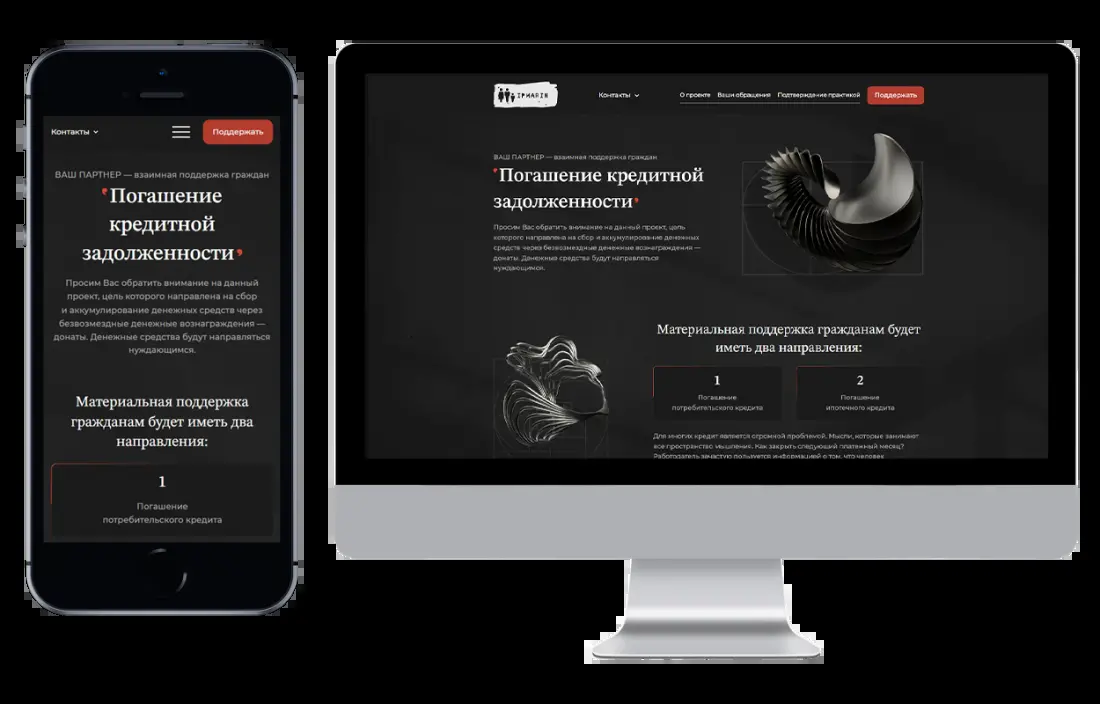 Контакты
Поддержать
ВАШ ПАРТНЕР — взаимная поддержка граждан
Погашение
кредитной
задолженности
Просим Вас обратить внимание на данный
проект, цель которого направлена на сбор
и аккумулирование денежных средств через
безвозмездные денежные вознаграждения —
донаты. Денежные средства будут направляться
нуждающимся.
Материальная поддержка
гражданам будет иметь два
направления:
1
Погашение
потребительского кредита
IPMARIN
Контакты
О проекте Ваши обращения Подтверждение практикой
Поддержать
ВАШ ПАРТНЕР — взаимная поддержка граждан
Погашение кредитной
задолженности
Просим Вас обратить внимание на данный проект, цель
которого направлена на сбор и аккумулирование денежных
средств через безвозмездные денежные вознаграждения —
донаты. Денежные средства будут направляться
нуждающимся.
Материальная поддержка гражданам будет
иметь два направления:
1
Погашение
потребительского кредита
2
Погашение
ипотечного кредита
Для многих кредит является огромной проблемой. Мысли, которые занимают
все пространство мышления. Как закрыть следующий платежный месяц?
Работодатель зачастую пользуется информацией о том, что человек